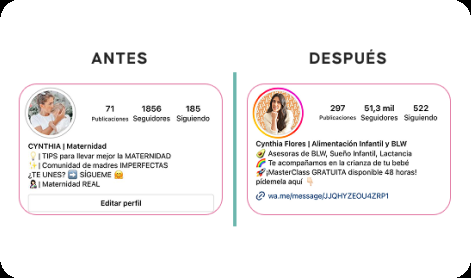 ANTES
71 1856 185
Publicaciones Seguidores Siguiendo
CYNTHIA | Maternidad
💡| TIPS para llevar mejor la MATERNIDAD
✨| Comunidad de madres IMPERFECTAS
¿TE UNES? ➡️ SÍGUEME 🤗
🤱🏻| Maternidad REAL
Editar perfil
DESPUÉS
297 51,3 mil 522
Publicaciones Seguidores Siguiendo
Cynthia Flores | Alimentación Infantil y BLW
🥑 Asesoras de BLW, Sueño Infantil, Lactancia
🌈 Te acompañamos en la crianza de tu bebé
🚀 ¡MasterClass GRATUITA disponible 48 horas!
pídemela aquí 👇🏻
wa.me/message/JJQHYZEOU4ZRP1